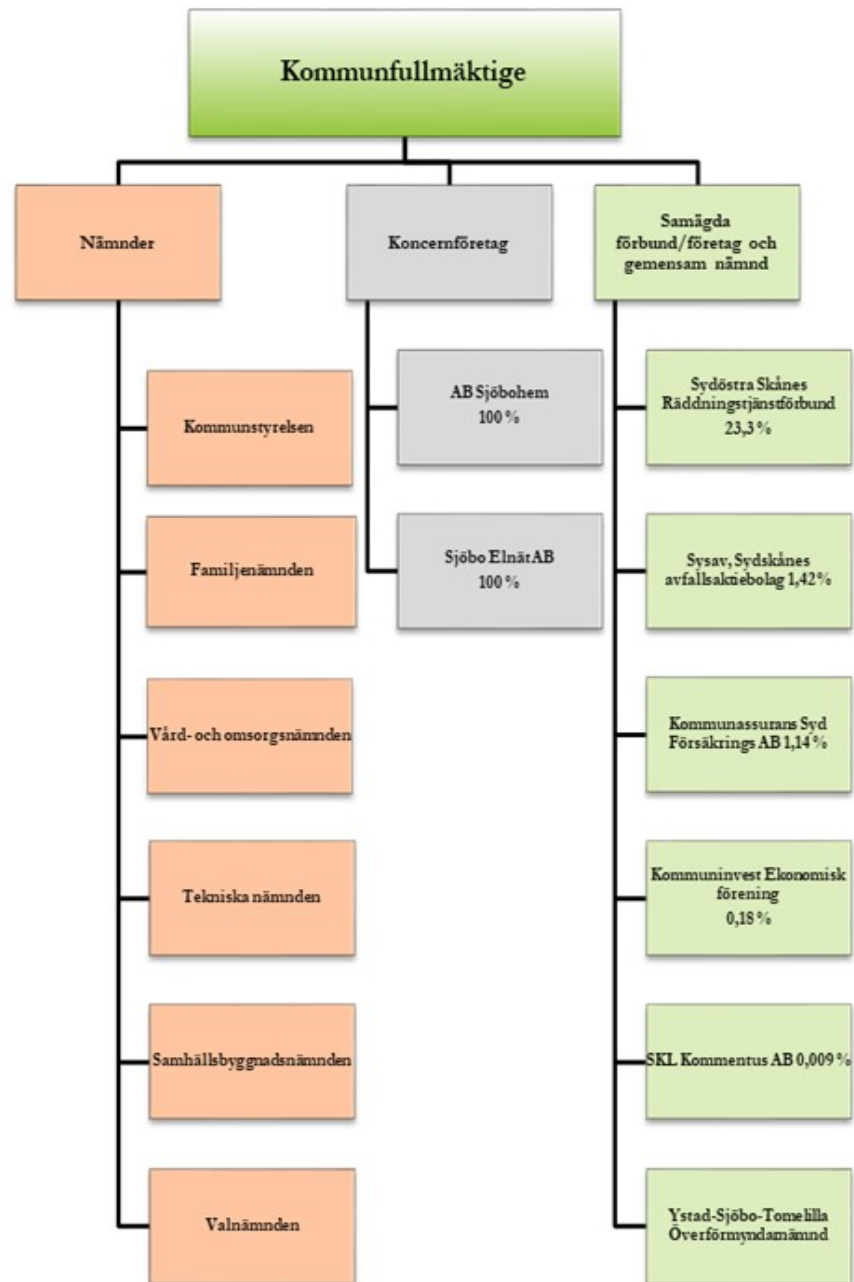 Kommunfullmäktige
Nämnder
Kommunstyrelsen
Familjenämnden
Vård- och omsorgsnämnden
Tekniska nämnden
Samhällsbyggnadsnämnden
Valnämnden
Koncernföretag
AB Sjöbohem
100 %
Sjöbo Elnät AB
100 %
Samägda
förbund/företag och
gemensam nämnd
Sydöstra Skånes
Räddningstjänstförbund
23,3 %
Sysav, Sydskånes
avfallsaktiebolag 1,42%
Kommunassurans Syd
Försäkrings AB 1,14 %
Kommuninvest Ekonomisk
förening
0,18 %
SKL Kommentus AB 0,009 %
Ystad-Sjöbo-Tomelilla
Överförmyndarnämnd